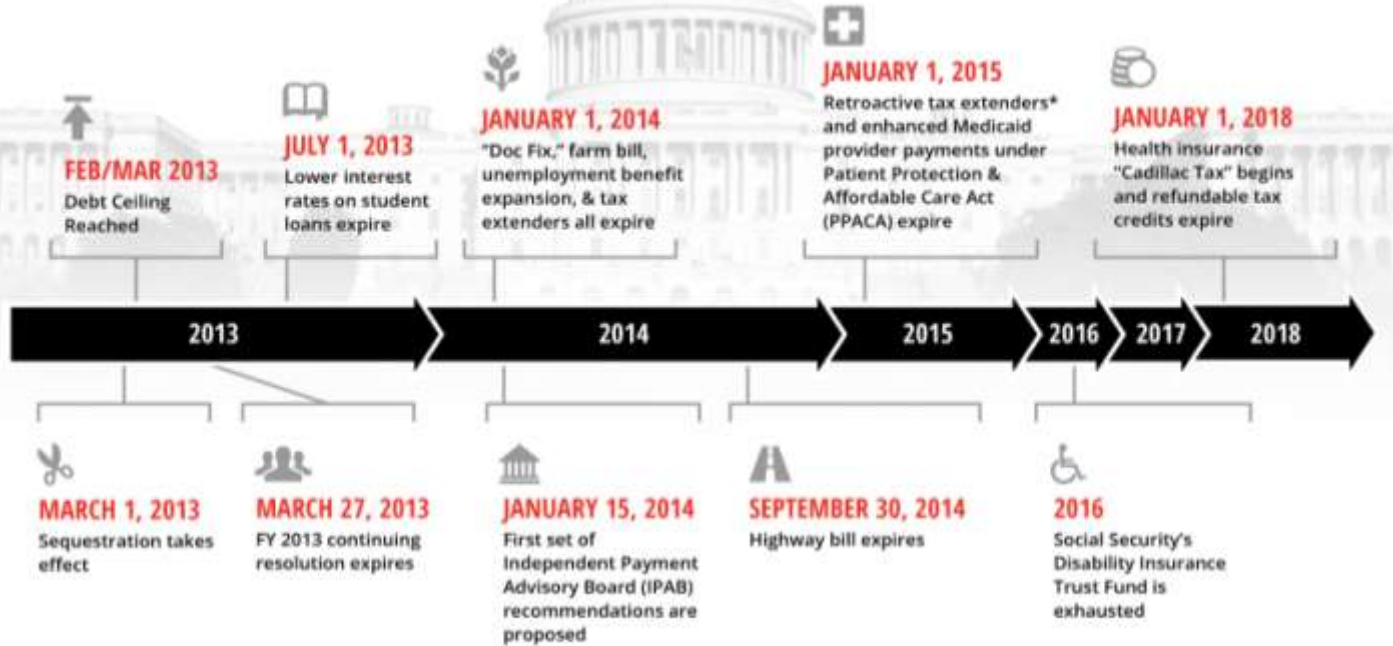 FEB/MAR 2013
Debt Ceiling
Reached
JULY 1, 2013
Lower interest
rates on student
loans expire
JANUARY 1, 2014
"Doc Fix," farm bill,
unemployment benefit
expansion, & tax
extenders all expire
JANUARY 1, 2015
Retroactive tax extenders*
and enhanced Medicaid
provider payments under
Patient Protection &
Affordable Care Act
(PPACA) expire
JANUARY 1, 2018
Health insurance
"Cadillac Tax" begins
and refundable tax
credits expire
2013
2014
2015
2016
2017
2018
MARCH 1, 2013
Sequestration takes
effect
MARCH 27, 2013
FY 2013 continuing
resolution expires
JANUARY 15, 2014
First set of
Independent Payment
Advisory Board (IPAB)
recommendations are
proposed
SEPTEMBER 30, 2014
Highway bill expires
2016
Social Security's
Disability Insurance
Trust Fund is
exhausted